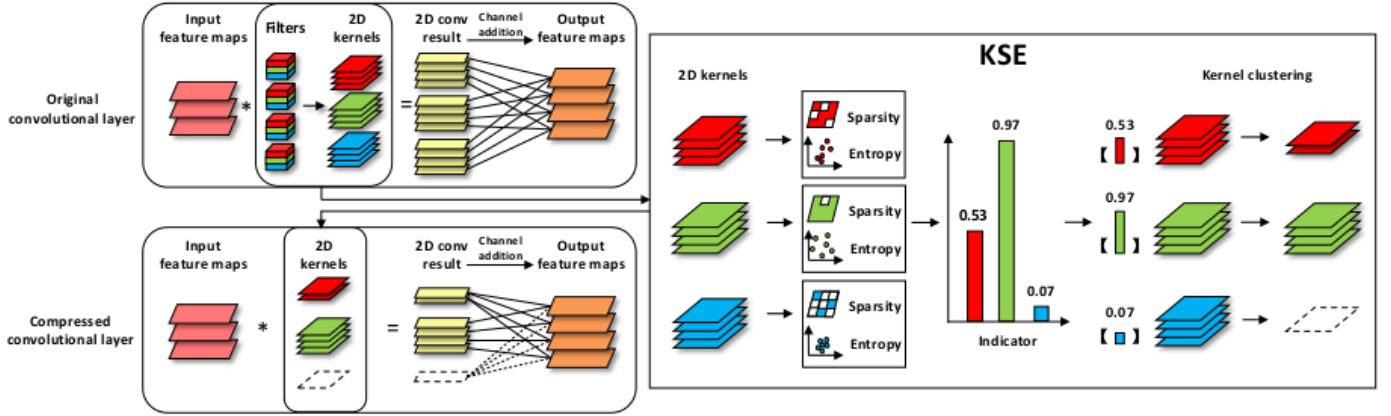 Input
feature maps
Filters
2D
kernels
2D conv
result
Channel
addition
Output
feature maps
Original
convolutional layer
*
=
Input
feature maps
2D
kernels
2D conv
result
Channel
addition
Output
feature maps
Compressed
convolutional layer
*
=
KSE
2D kernels
Kernel clustering
Sparsity
Entropy
Sparsity
Entropy
Sparsity
Entropy
0.97
0.53
0.07
Indicator
0.53
【 】
0.97
【 】
0.07
【 】